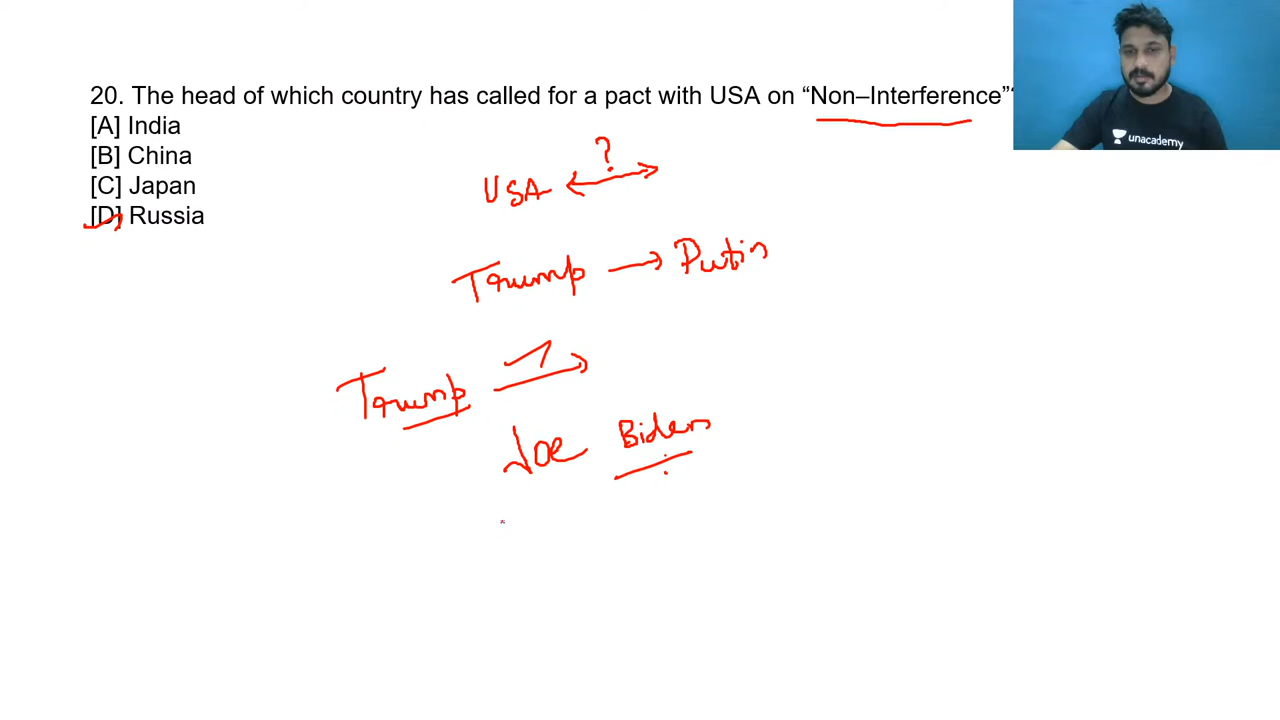 20. The head of which country has called for a pact with USA on “Non–Interference”?
[A] India
[B] China
[C] Japan
[D] Russia
unacademy
?
USA
Trump → Putin
Trump
Joe Biden